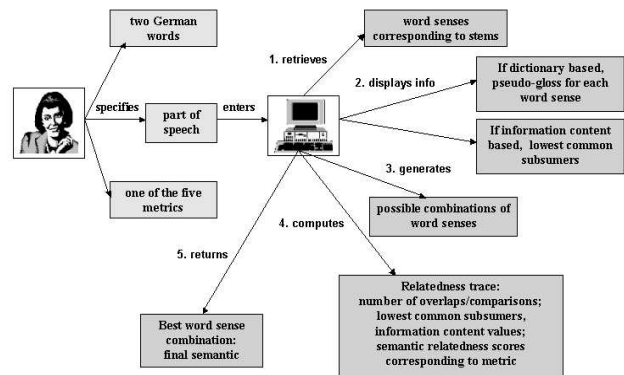 two German
words
specifies
part of
speech
enters
one of the five
metrics
1. retrieves
word senses
corresponding to stems
2. displays info
If dictionary based,
pseudo-gloss for each
word sense
If information content
based, lowest common
subsumers
3. generates
possible combinations of
word senses
4. computes
Relatedness trace:
number of overlaps/comparisons;
lowest common subsumers,
information content values;
semantic relatedness scores
corresponding to metric
5. returns
Best word sense
combination:
final semantic